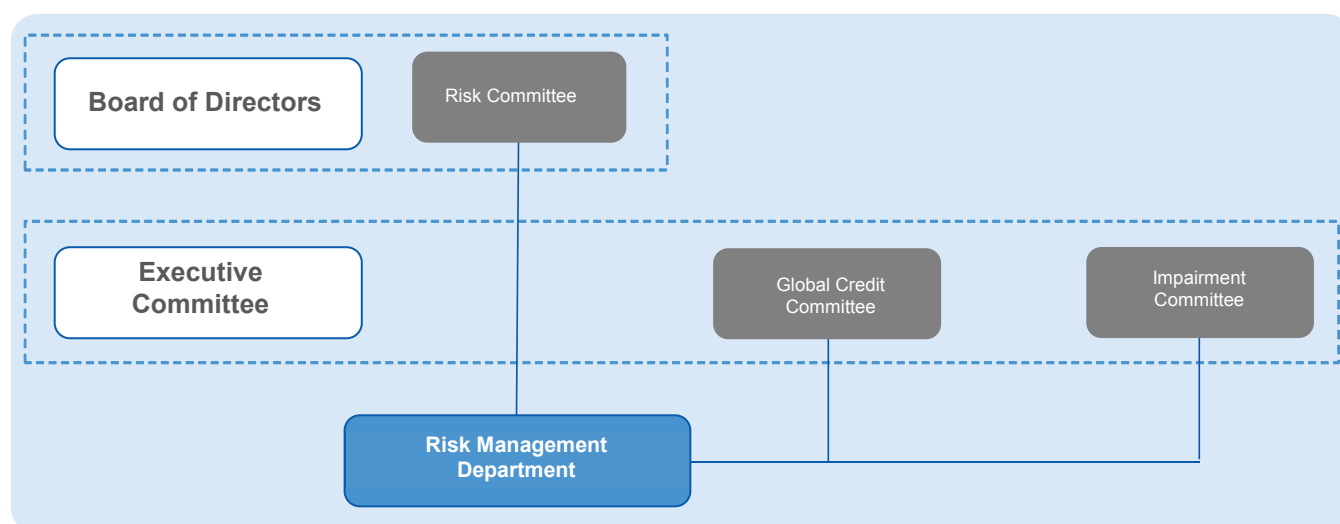 Board of Directors
Risk Committee
Executive
Committee
Global Credit
Committee
Impairment
Committee
Risk Management
Department